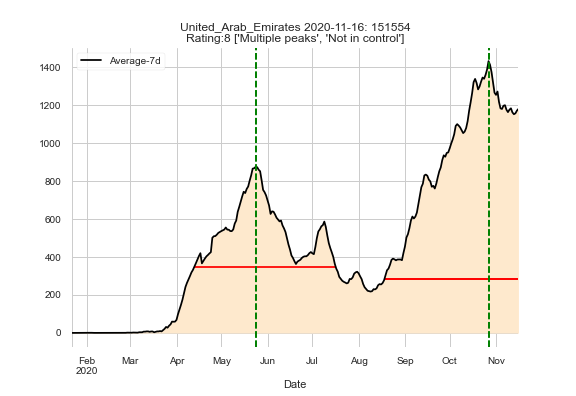 United_Arab_Emirates 2020-11-16: 151554
Rating:8 ['Multiple peaks', 'Not in control']
Average-7d
1400
1200
1000
800
600
400
200
0
Feb Mar Apr May Jun Jul Aug Sep Oct Nov
2020
Date